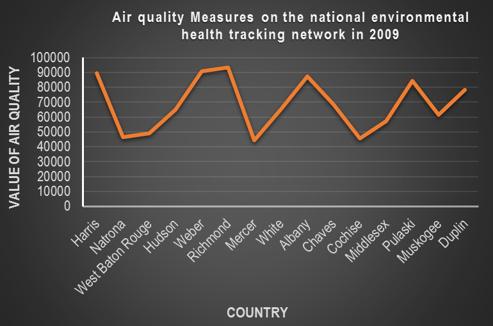 Air quality Measures on the national environmental
health tracking network in 2009
VALUE OF AIR QUALITY
100000
90000
80000
70000
60000
50000
40000
30000
20000
10000
0
Harris
Natrona
West Baton Rouge
Hudson
Weber
Richmond
Mercer
White
Albany
Chaves
Cochise
Middlesex
Pulaski
Muskogee
Duplin
COUNTRY